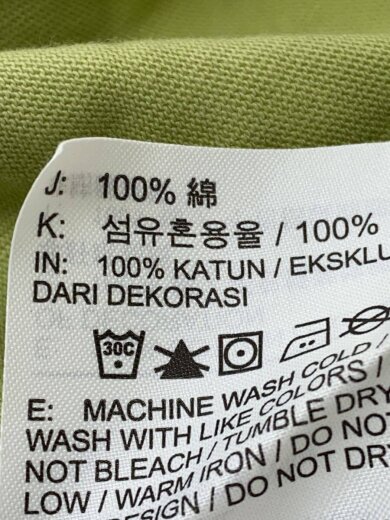 J: 100% 綿
K: 섬유혼용율 / 100%
IN: 100% KATUN / EKSKLU
DARI DEKORASI
30C
E: MACHINE WASH COLD /
WASH WITH LIKE COLORS /
NOT BLEACH / TUMBLE DRY
LOW / WARM IRON / DO NOT
DESIGN / DO NOT DRY